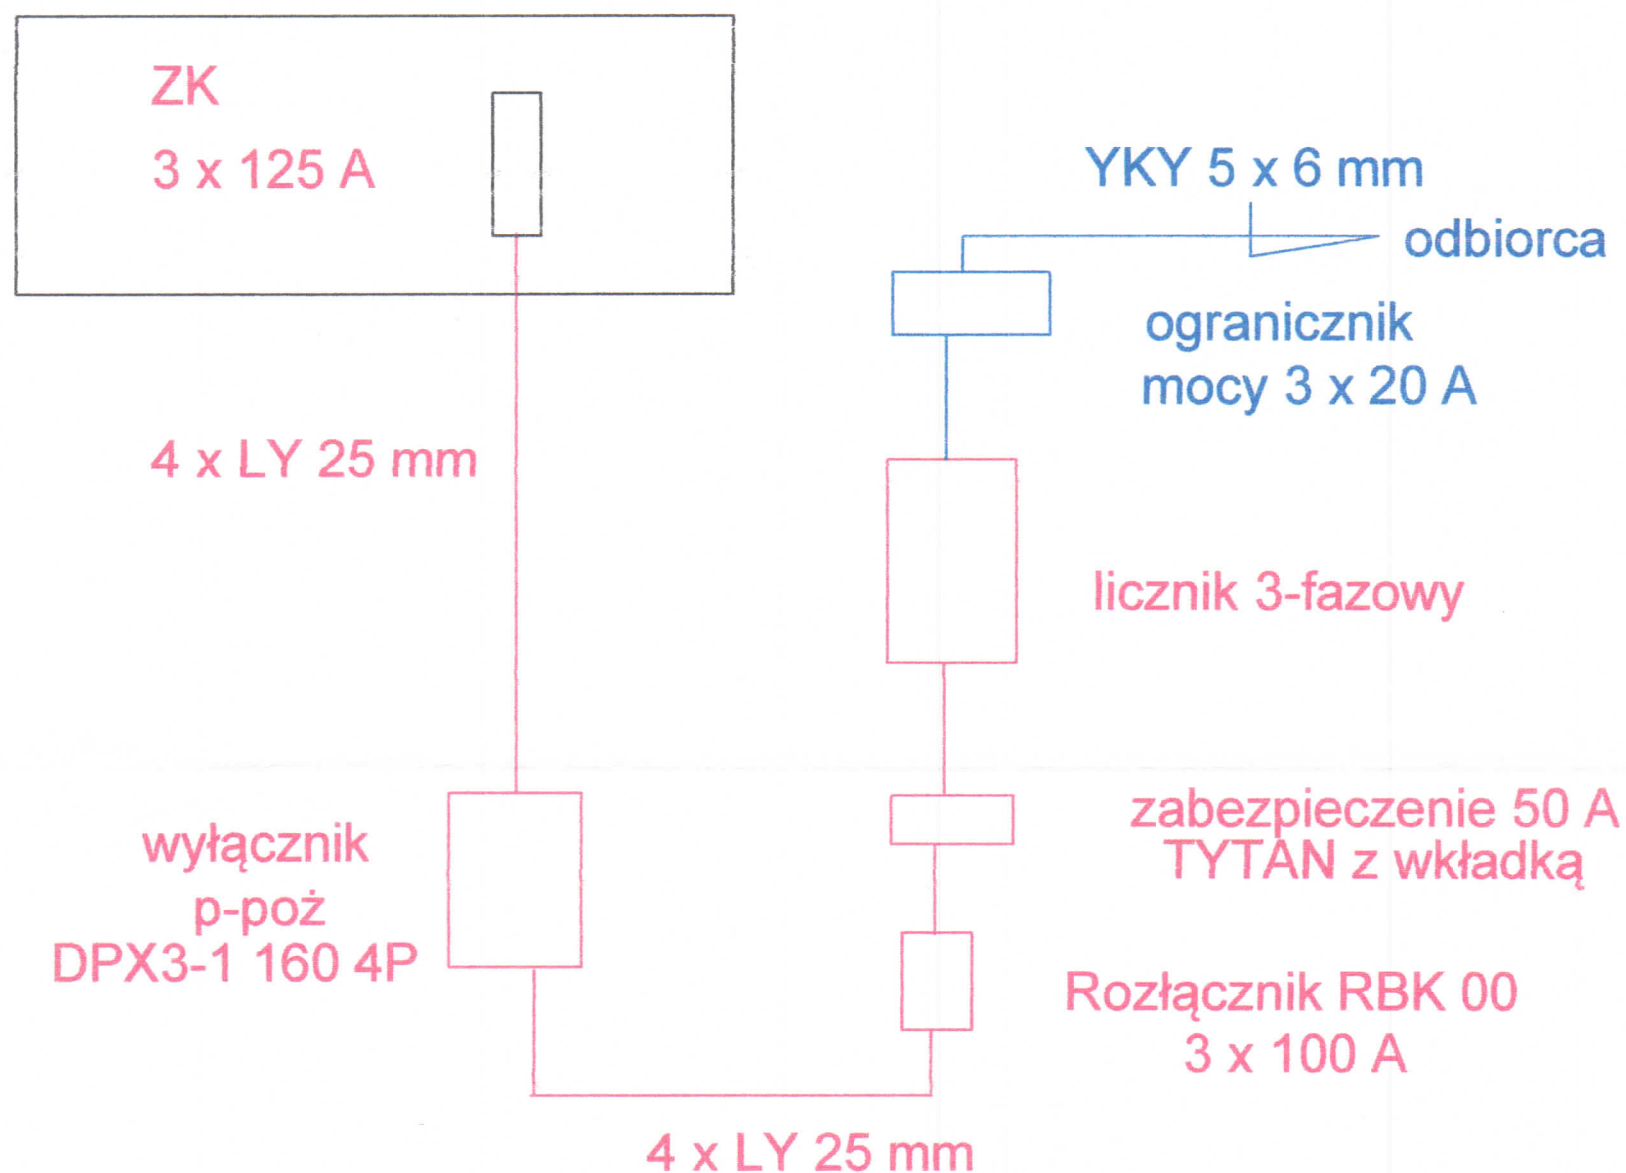 ZK
3 x 125 A
YKY 5 x 6 mm
odbiorca
ogranicznik
mocy 3 x 20 A
4 x LY 25 mm
licznik 3-fazowy
zabezpieczenie 50 A
TYTAN z wkładką
wyłącznik
p-poż
DPX3-1 160 4P
Rozłącznik RBK 00
3 x 100 A
4 x LY 25 mm